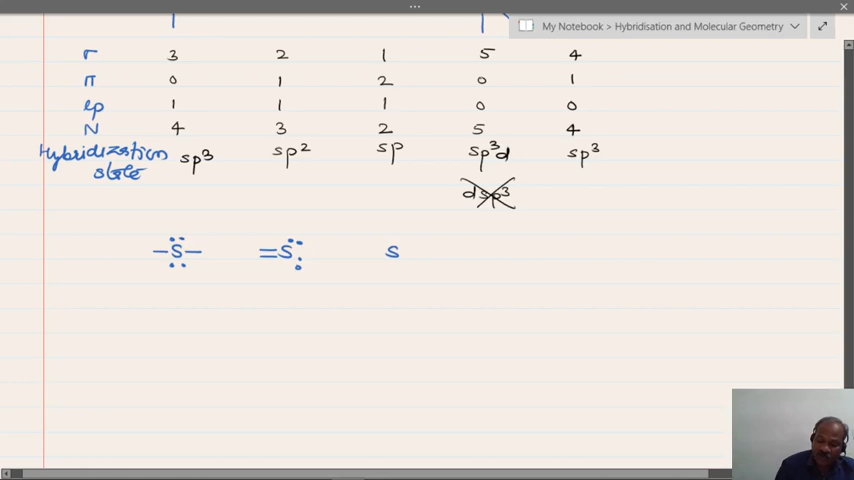 My Notebook > Hybridisation and Molecular Geometry
σ 3 2 1 5 4
π 0 1 2 0 1
lp 1 1 1 0 0
N 4 3 2 5 4
Hybridization state sp³ sp² sp sp³d sp³
dsp³
–S– =S S